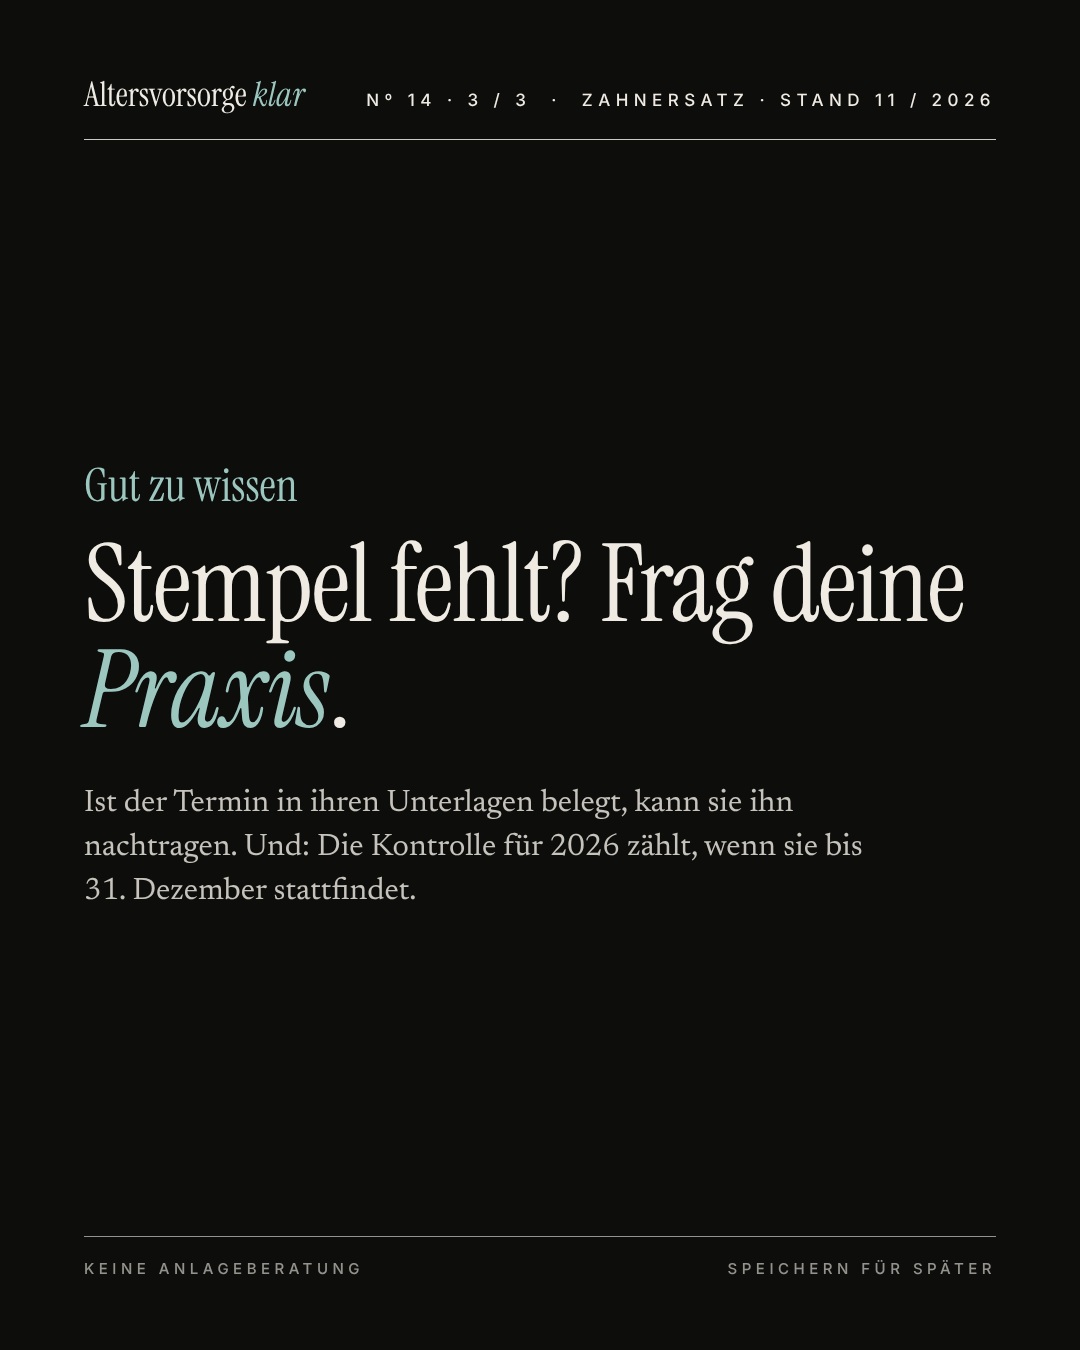 Altersvorsorge klar
Nº 14 · 3 / 3 · ZAHNERSATZ · STAND 11 / 2026
Gut zu wissen
Stempel fehlt? Frag deine
Praxis.
Ist der Termin in ihren Unterlagen belegt, kann sie ihn
nachtragen. Und: Die Kontrolle für 2026 zählt, wenn sie bis
31. Dezember stattfindet.
KEINE ANLAGEBERATUNG
SPEICHERN FÜR SPÄTER